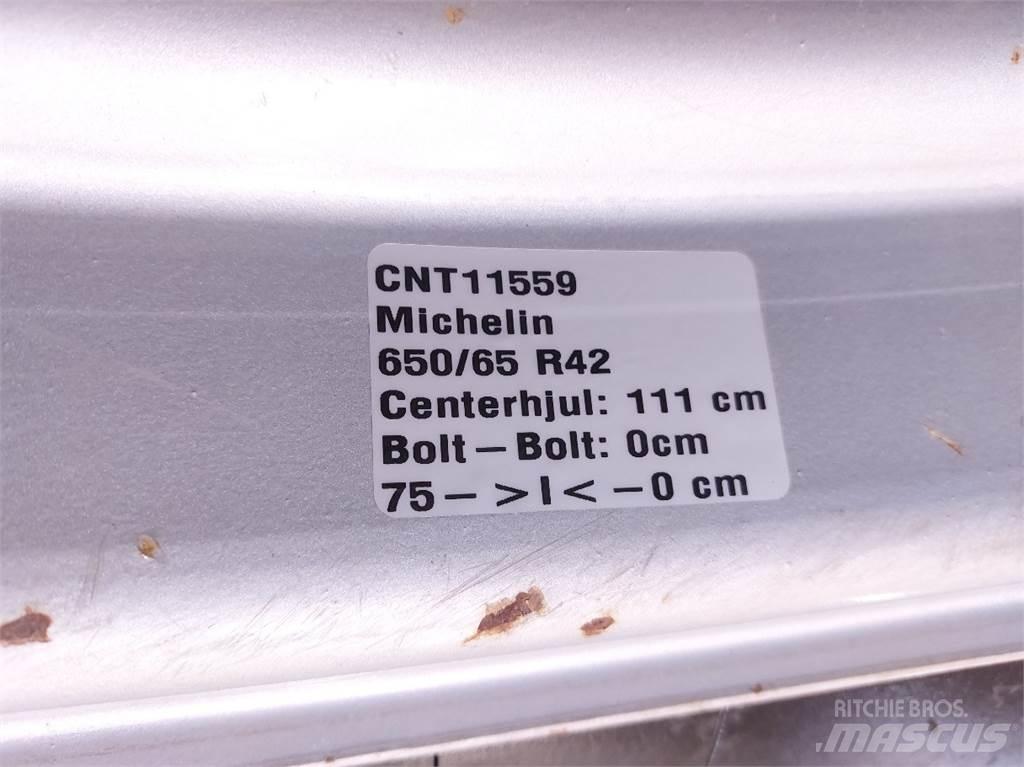 CNT11559
Michelin
650/65 R42
Centerhjul: 111 cm
Bolt–Bolt: 0cm
75– >I< –0 cm
RITCHIE BROS.
MASCUS